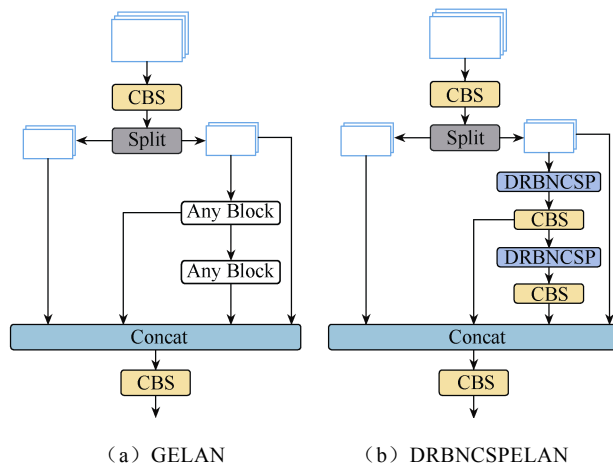 CBS
Split
Any Block
Any Block
Concat
CBS
(a) GELAN
CBS
Split
DRBNCSP
CBS
DRBNCSP
CBS
Concat
CBS
(b) DRBNCSPELAN